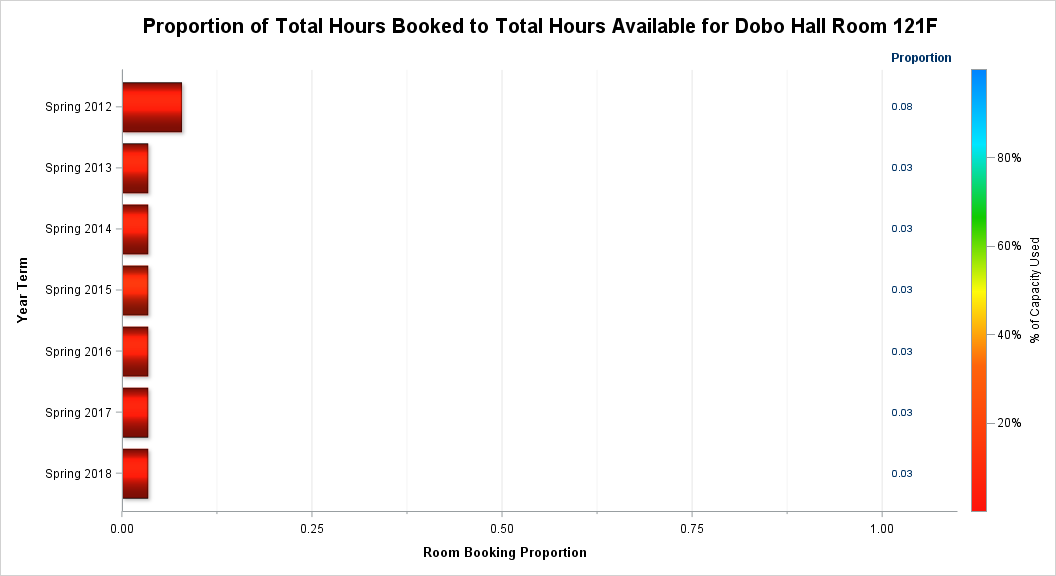 Proportion of Total Hours Booked to Total Hours Available for Dobo Hall Room 121F
Proportion
Spring 2012 0.08
Spring 2013 0.03
Spring 2014 0.03
Spring 2015 0.03
Spring 2016 0.03
Spring 2017 0.03
Spring 2018 0.03
Year Term
80%
60%
40%
20%
% of Capacity Used
0.00 0.25 0.50 0.75 1.00
Room Booking Proportion